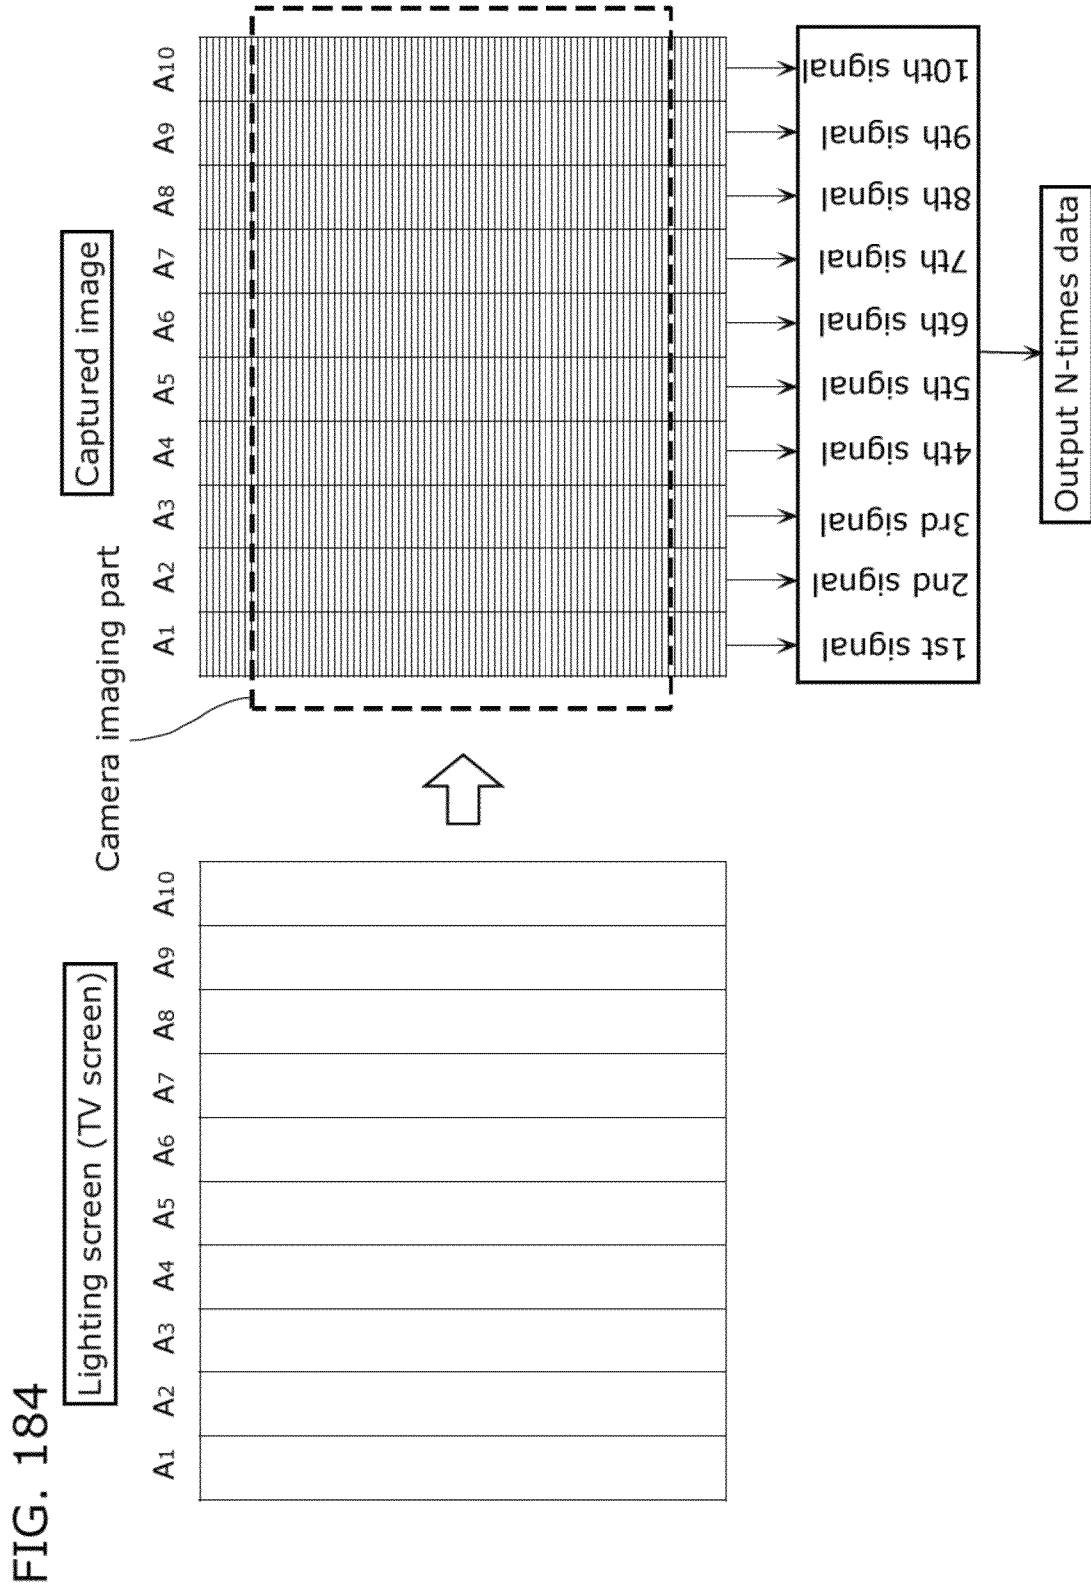 FIG. 184
Lighting screen (TV screen)
A1 A2 A3 A4 A5 A6 A7 A8 A9 A10
Camera imaging part
Captured image
A1 A2 A3 A4 A5 A6 A7 A8 A9 A10
1st signal
2nd signal
3rd signal
4th signal
5th signal
6th signal
7th signal
8th signal
9th signal
10th signal
Output N-times data